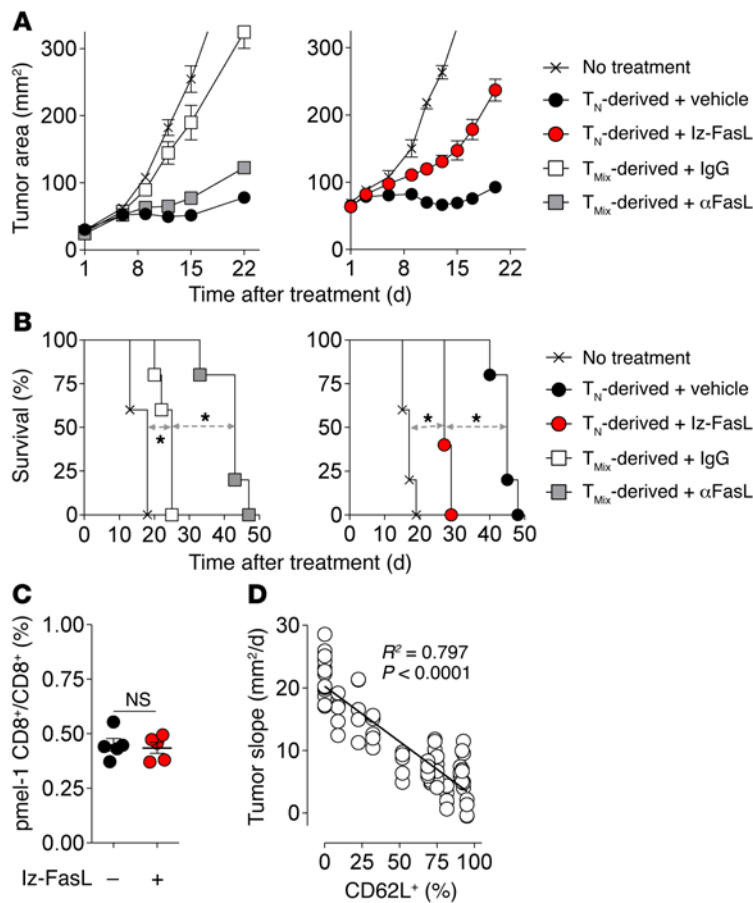 A
Tumor area (mm²)
300
200
100
0
1 8 15 22
300
200
100
0
1 8 15 22
Time after treatment (d)
No treatment
T_N-derived + vehicle
T_N-derived + Iz-FasL
T_Mix-derived + IgG
T_Mix-derived + αFasL
B
Survival (%)
100
75
50
25
0
0 10 20 30 40 50
* *
100
75
50
25
0
0 10 20 30 40 50
* *
Time after treatment (d)
No treatment
T_N-derived + vehicle
T_N-derived + Iz-FasL
T_Mix-derived + IgG
T_Mix-derived + αFasL
C
pmel-1 CD8⁺/CD8⁺ (%)
1.00
0.75
0.50
0.25
0.00
NS
Iz-FasL − +
D
Tumor slope (mm²/d)
30
20
10
0
R² = 0.797
P < 0.0001
0 25 50 75 100
CD62L⁺ (%)